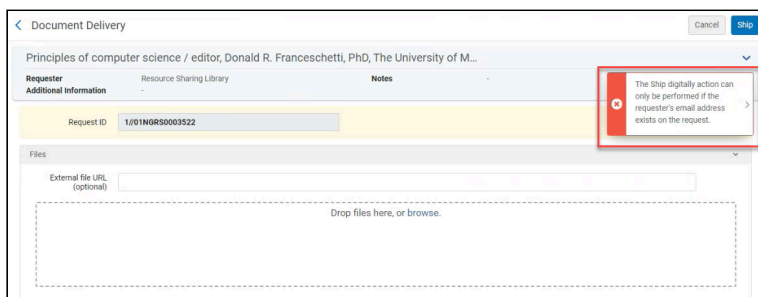 Document Delivery
Cancel
Ship
Principles of computer science / editor, Donald R. Franceschetti, PhD, The University of M...
Requester
Resource Sharing Library
Notes
-
Additional Information
-
The Ship digitally action can
only be performed if the
requester's email address
exists on the request.
Request ID
1//01NGRS0003522
Files
External file URL
(optional)
Drop files here, or browse.